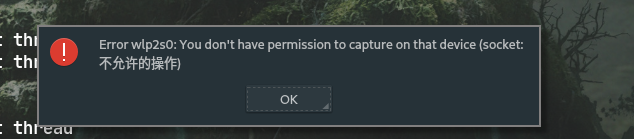 t thr
Error wlp2s0: You don't have permission to capture on that device (socket:
t thr
不允许的操作)
OK
t thread